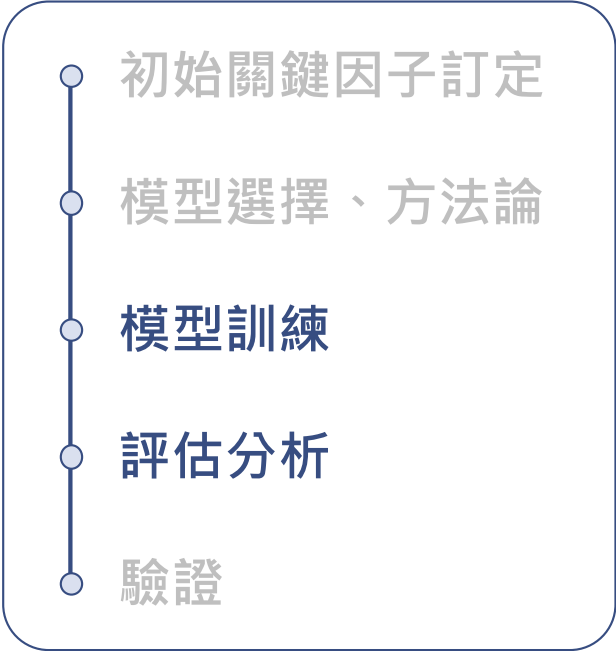 初始關鍵因子訂定
模型選擇、方法論
模型訓練
評估分析
驗證